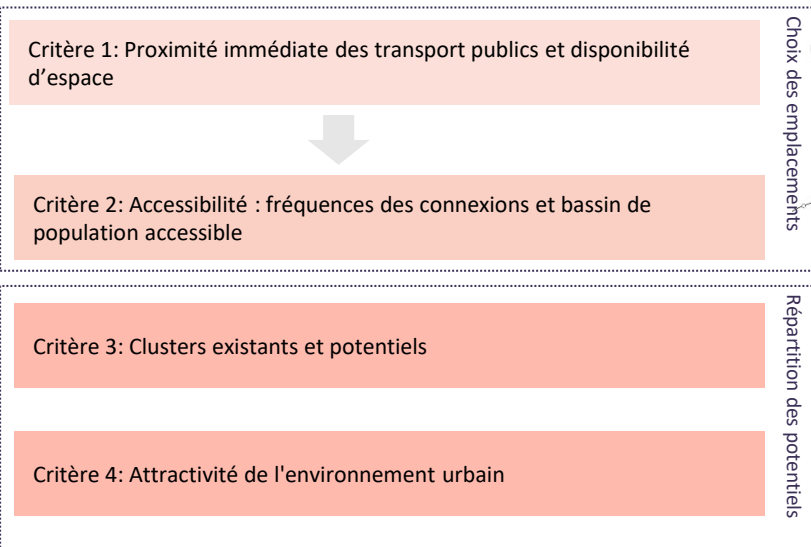 Critère 1: Proximité immédiate des transport publics et disponibilité
d’espace
Choix des emplacements
Critère 2: Accessibilité : fréquences des connexions et bassin de
population accessible
Critère 3: Clusters existants et potentiels
Répartition des potentiels
Critère 4: Attractivité de l'environnement urbain